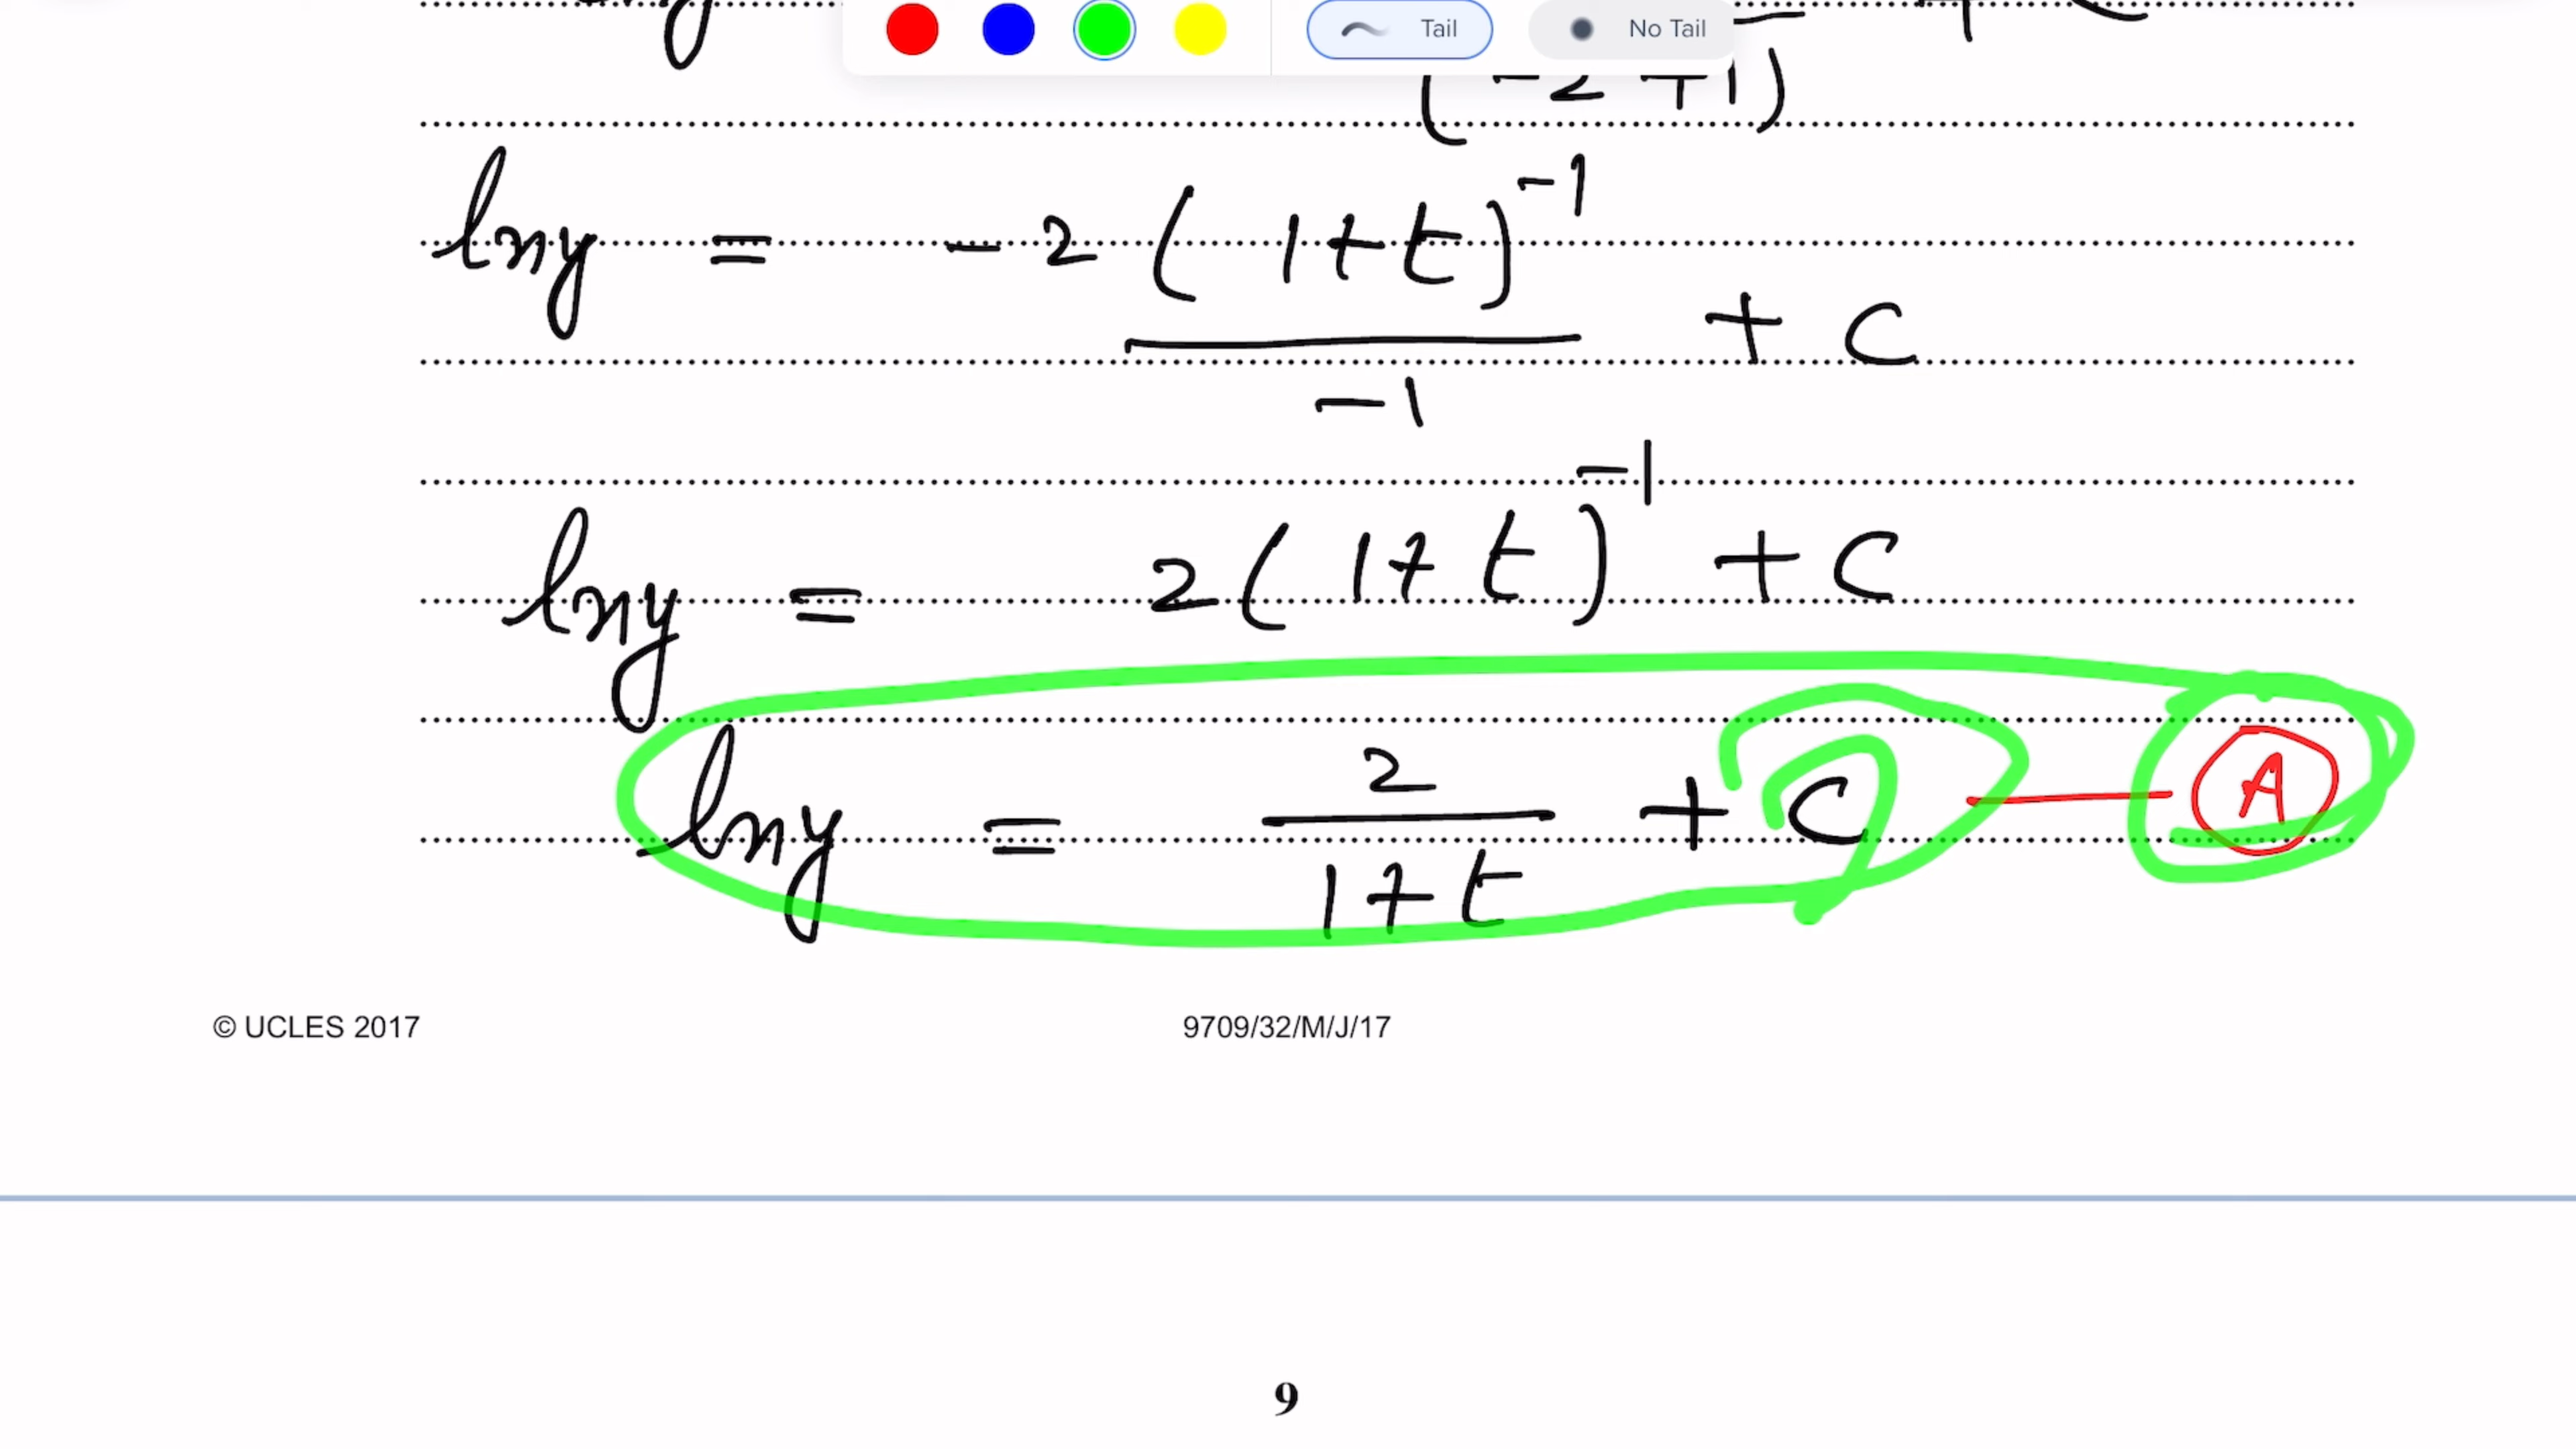 Tail No Tail
(-2 +1)
lny = -2 (1+t)^-1 / -1 + c
lny = 2(1+t)^-1 + c
lny = 2 / 1+t + c — A
© UCLES 2017 9709/32/M/J/17
9